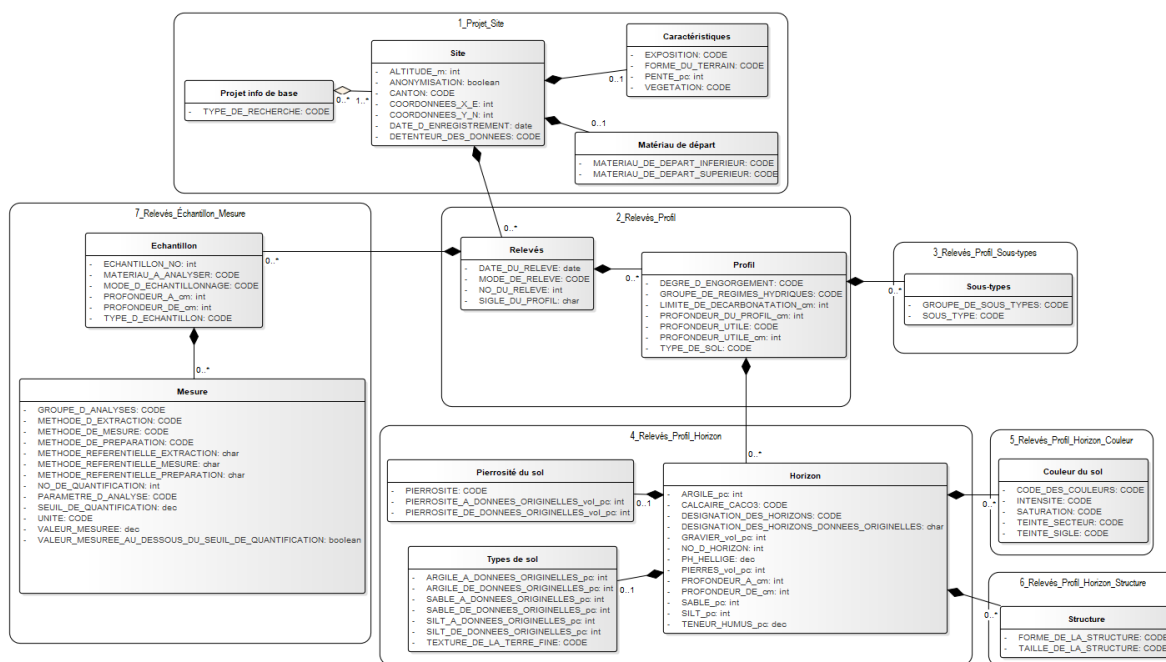 1_Projet_Site
Site
- ALTITUDE_m: int
- ANONYMISATION: boolean
- CANTON: CODE
- COORDONNEES_X_E: int
- COORDONNEES_Y_N: int
- DATE_D_ENREGISTREMENT: date
- DETENTEUR_DES_DONNEES: CODE
Caractéristiques
- EXPOSITION: CODE
- FORME_DU_TERRAIN: CODE
- PENTE_pc: int
- VEGETATION: CODE
0..1
Projet info de base
- TYPE_DE_RECHERCHE: CODE
0..*
1..*
0..1
Matériau de départ
- MATERIAU_DE_DEPART_INFERIEUR: CODE
- MATERIAU_DE_DEPART_SUPERIEUR: CODE
7_Relevés_Échantillon_Mesure
Echantillon
- ECHANTILLON_NO: int
- MATERIAU_A_ANALYSER: CODE
- MODE_D_ECHANTILLONNAGE: CODE
- PROFONDEUR_A_cm: int
- PROFONDEUR_DE_cm: int
- TYPE_D_ECHANTILLON: CODE
0..*
0..*
Mesure
- GROUPE_D_ANALYSES: CODE
- METHODE_D_EXTRACTION: CODE
- METHODE_DE_MESURE: CODE
- METHODE_DE_PREPARATION: CODE
- METHODE_REFERENTIELLE_EXTRACTION: char
- METHODE_REFERENTIELLE_MESURE: char
- METHODE_REFERENTIELLE_PREPARATION: char
- NO_DE_QUANTIFICATION: int
- PARAMETRE_D_ANALYSE: CODE
- SEUIL_DE_QUANTIFICATION: dec
- UNITE: CODE
- VALEUR_MESUREE: dec
- VALEUR_MESUREE_AU_DESSOUS_DU_SEUIL_DE_QUANTIFICATION: boolean
2_Relevés_Profil
0..*
Relevés
- DATE_DU_RELEVE: date
- MODE_DE_RELEVE: CODE
- NO_DU_RELEVE: int
- SIGLE_DU_PROFIL: char
0..*
Profil
- DEGRE_D_ENGORGEMENT: CODE
- GROUPE_DE_REGIMES_HYDRIQUES: CODE
- LIMITE_DE_DECARBONATATION_cm: int
- PROFONDEUR_DU_PROFIL_cm: int
- PROFONDEUR_UTILE: CODE
- PROFONDEUR_UTILE_cm: int
- TYPE_DE_SOL: CODE
3_Relevés_Profil_Sous-types
0..*
Sous-types
- GROUPE_DE_SOUS_TYPES: CODE
- SOUS_TYPE: CODE
4_Relevés_Profil_Horizon
0..*
Pierrosité du sol
- PIERROSITE: CODE
- PIERROSITE_A_DONNEES_ORIGINELLES_vol_pc: int
- PIERROSITE_DE_DONNEES_ORIGINELLES_vol_pc: int
0..1
Types de sol
- ARGILE_A_DONNEES_ORIGINELLES_pc: int
- ARGILE_DE_DONNEES_ORIGINELLES_pc: int
- SABLE_A_DONNEES_ORIGINELLES_pc: int
- SABLE_DE_DONNEES_ORIGINELLES_pc: int
- SILT_A_DONNEES_ORIGINELLES_pc: int
- SILT_DE_DONNEES_ORIGINELLES_pc: int
- TEXTURE_DE_LA_TERRE_FINE: CODE
0..1
Horizon
- ARGILE_pc: int
- CALCAIRE_CACO3: CODE
- DESIGNATION_DES_HORIZONS: CODE
- DESIGNATION_DES_HORIZONS_DONNEES_ORIGINELLES: char
- GRAVIER_vol_pc: int
- NO_D_HORIZON: int
- PH_HELLIGE: dec
- PIERRES_vol_pc: int
- PROFONDEUR_A_cm: int
- PROFONDEUR_DE_cm: int
- SABLE_pc: int
- SILT_pc: int
- TENEUR_HUMUS_pc: dec
5_Relevés_Profil_Horizon_Couleur
Couleur du sol
- CODE_DES_COULEURS: CODE
- INTENSITE: CODE
- SATURATION: CODE
- TEINTE_SECTEUR: CODE
- TEINTE_SIGLE: CODE
0..*
6_Relevés_Profil_Horizon_Structure
0..*
Structure
- FORME_DE_LA_STRUCTURE: CODE
- TAILLE_DE_LA_STRUCTURE: CODE